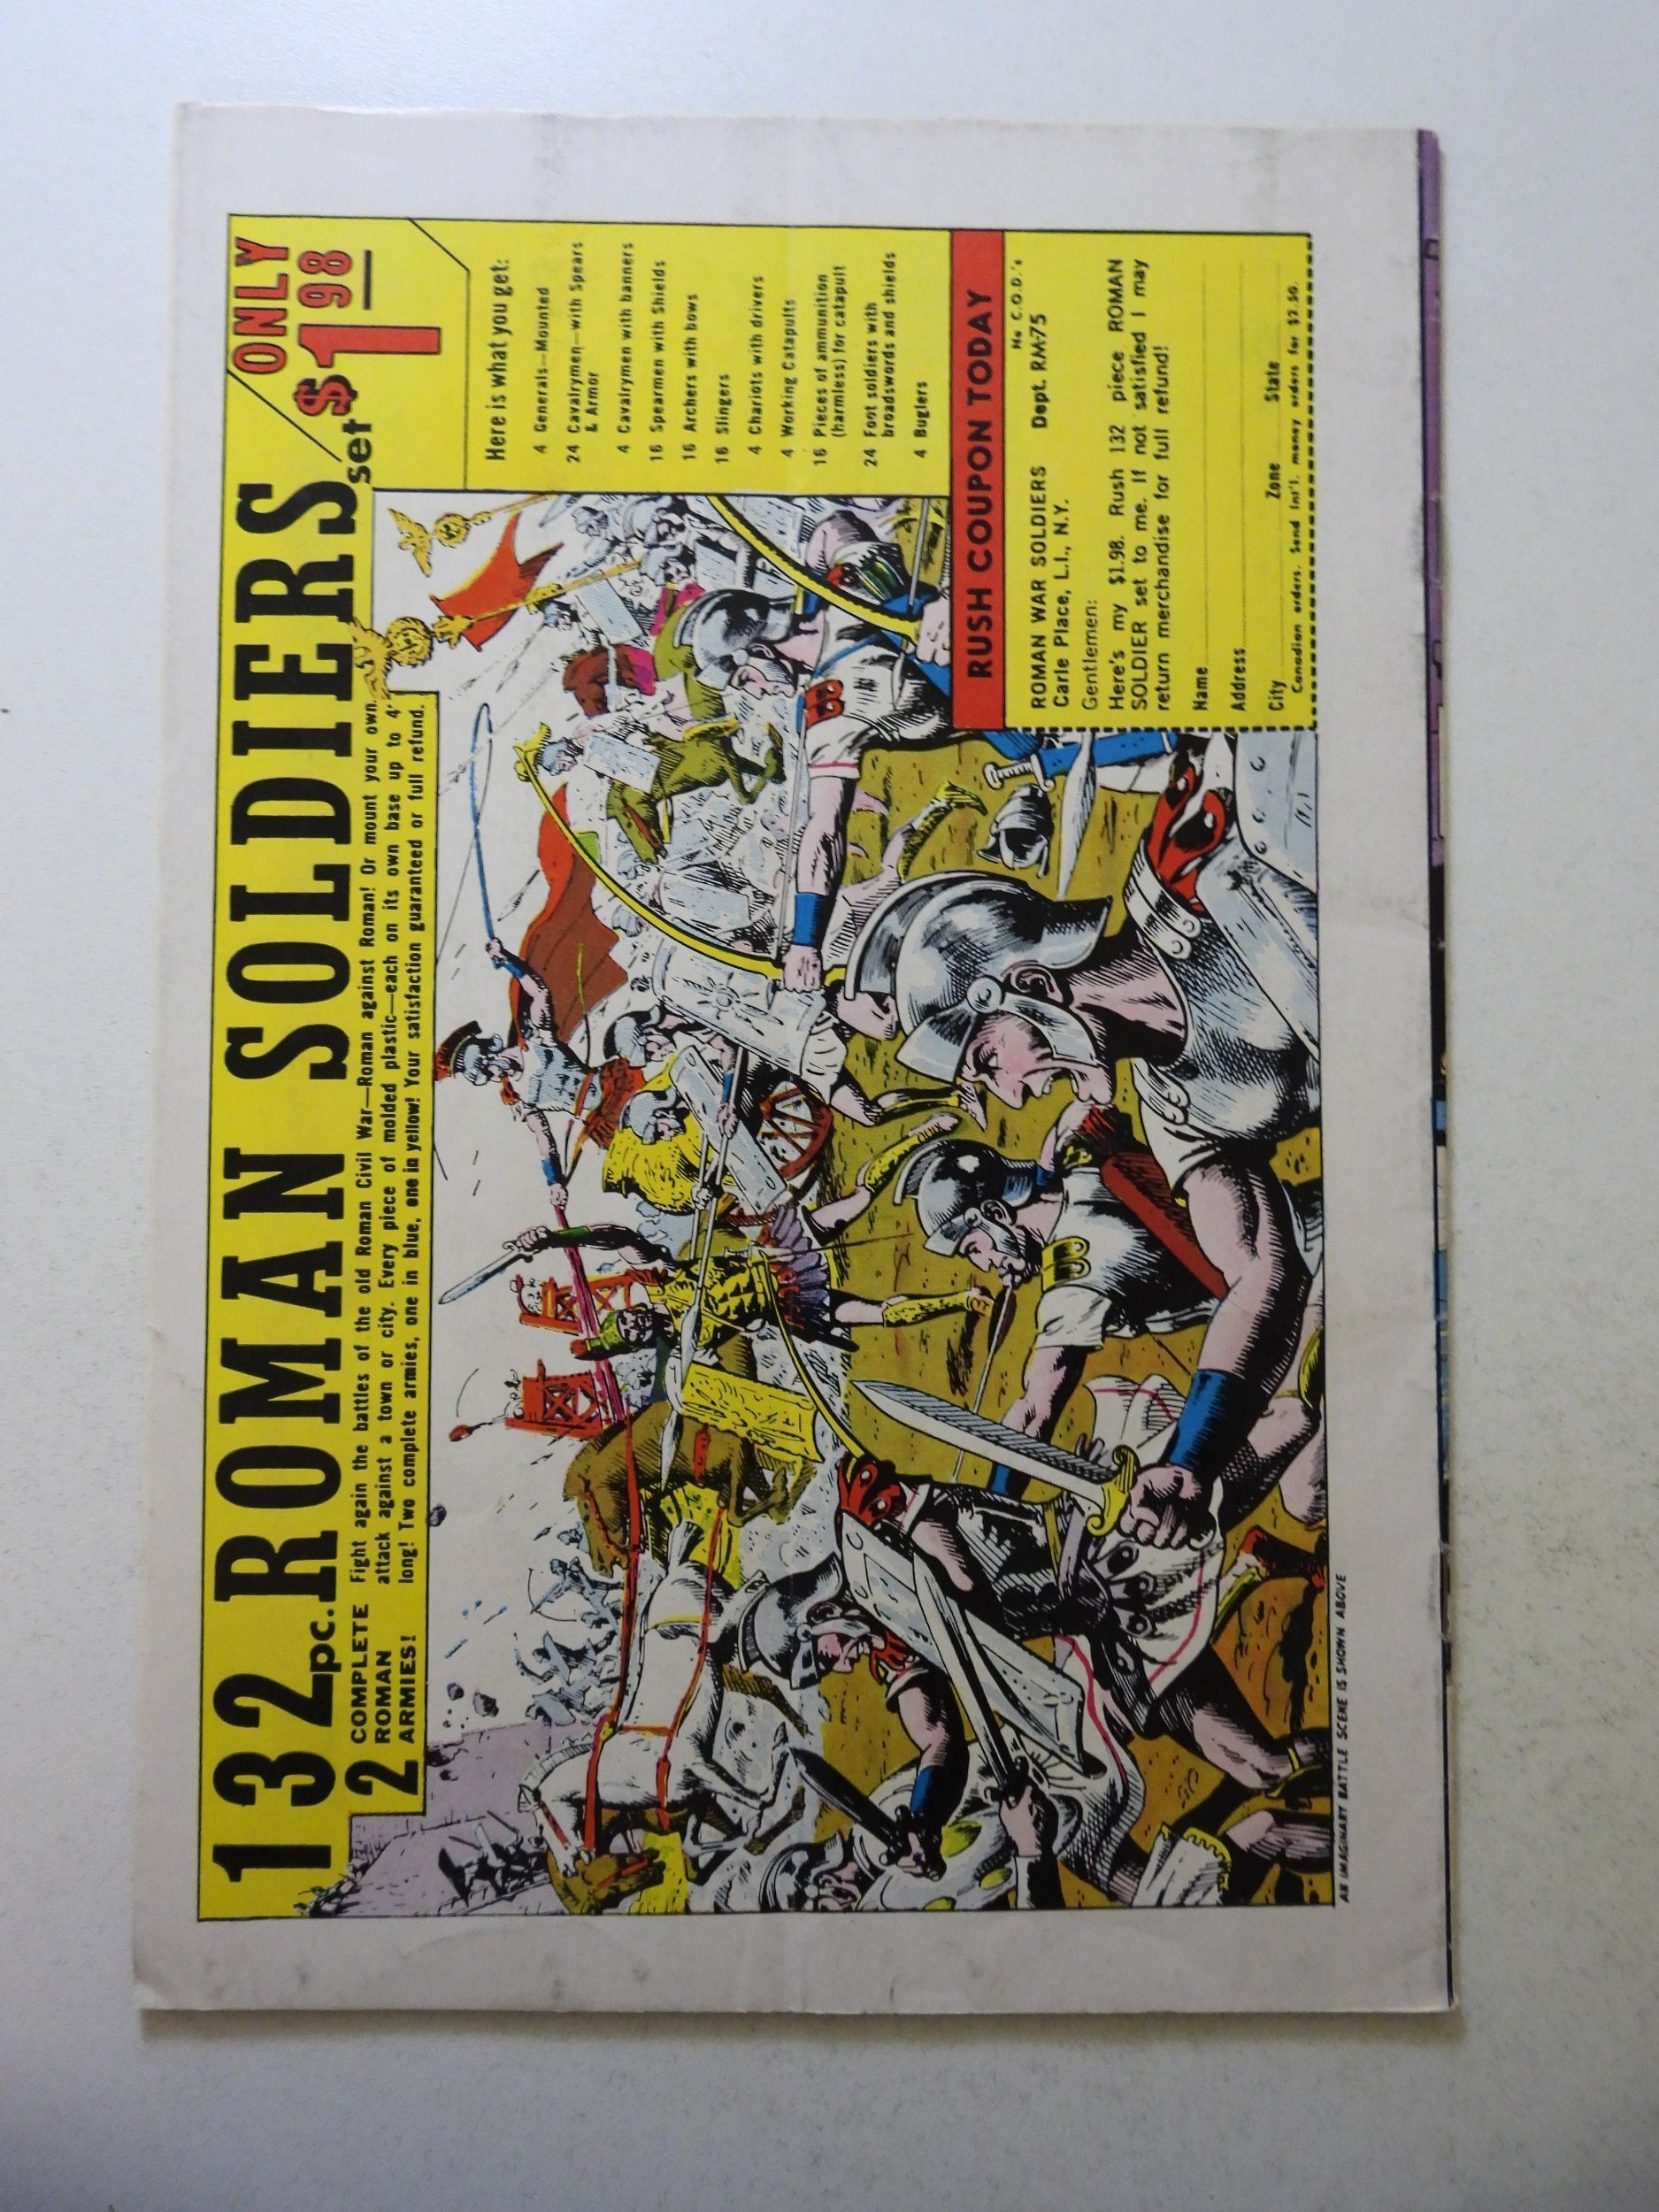 132 pc. ROMAN SOLDIERS set
ONLY
$1.98
2 COMPLETE
ROMAN
ARMIES!
Fight again the battles of the old Roman Civil War—Roman against Roman! Or mount your own
attack against a town or city. Every piece of molded plastic—each on its own base up to 4"
long! Two complete armies, one in blue, one in yellow! Your satisfaction guaranteed or full refund.
Here is what you get:
4 Generals—Mounted
24 Cavalrymen—with Spears
& Armor
4 Cavalrymen with banners
16 Spearmen with Shields
16 Archers with bows
16 Slingers
4 Chariots with drivers
4 Working Catapults
16 Pieces of ammunition
(harmless) for catapult
24 Foot soldiers with
broadswords and shields
4 Buglers
RUSH COUPON TODAY
No C.O.D.'s
ROMAN WAR SOLDIERS Dept. RM-75
Carle Place, L.I., N.Y.
Gentlemen:
Here's my $1.98. Rush 132 piece ROMAN
SOLDIER set to me. If not satisfied I may
return merchandise for full refund!
Name
Address
City Zone State
Canadian orders. Send Int'l. money orders for $2.50.
AN IMAGINARY BATTLE SCENE IS SHOWN ABOVE